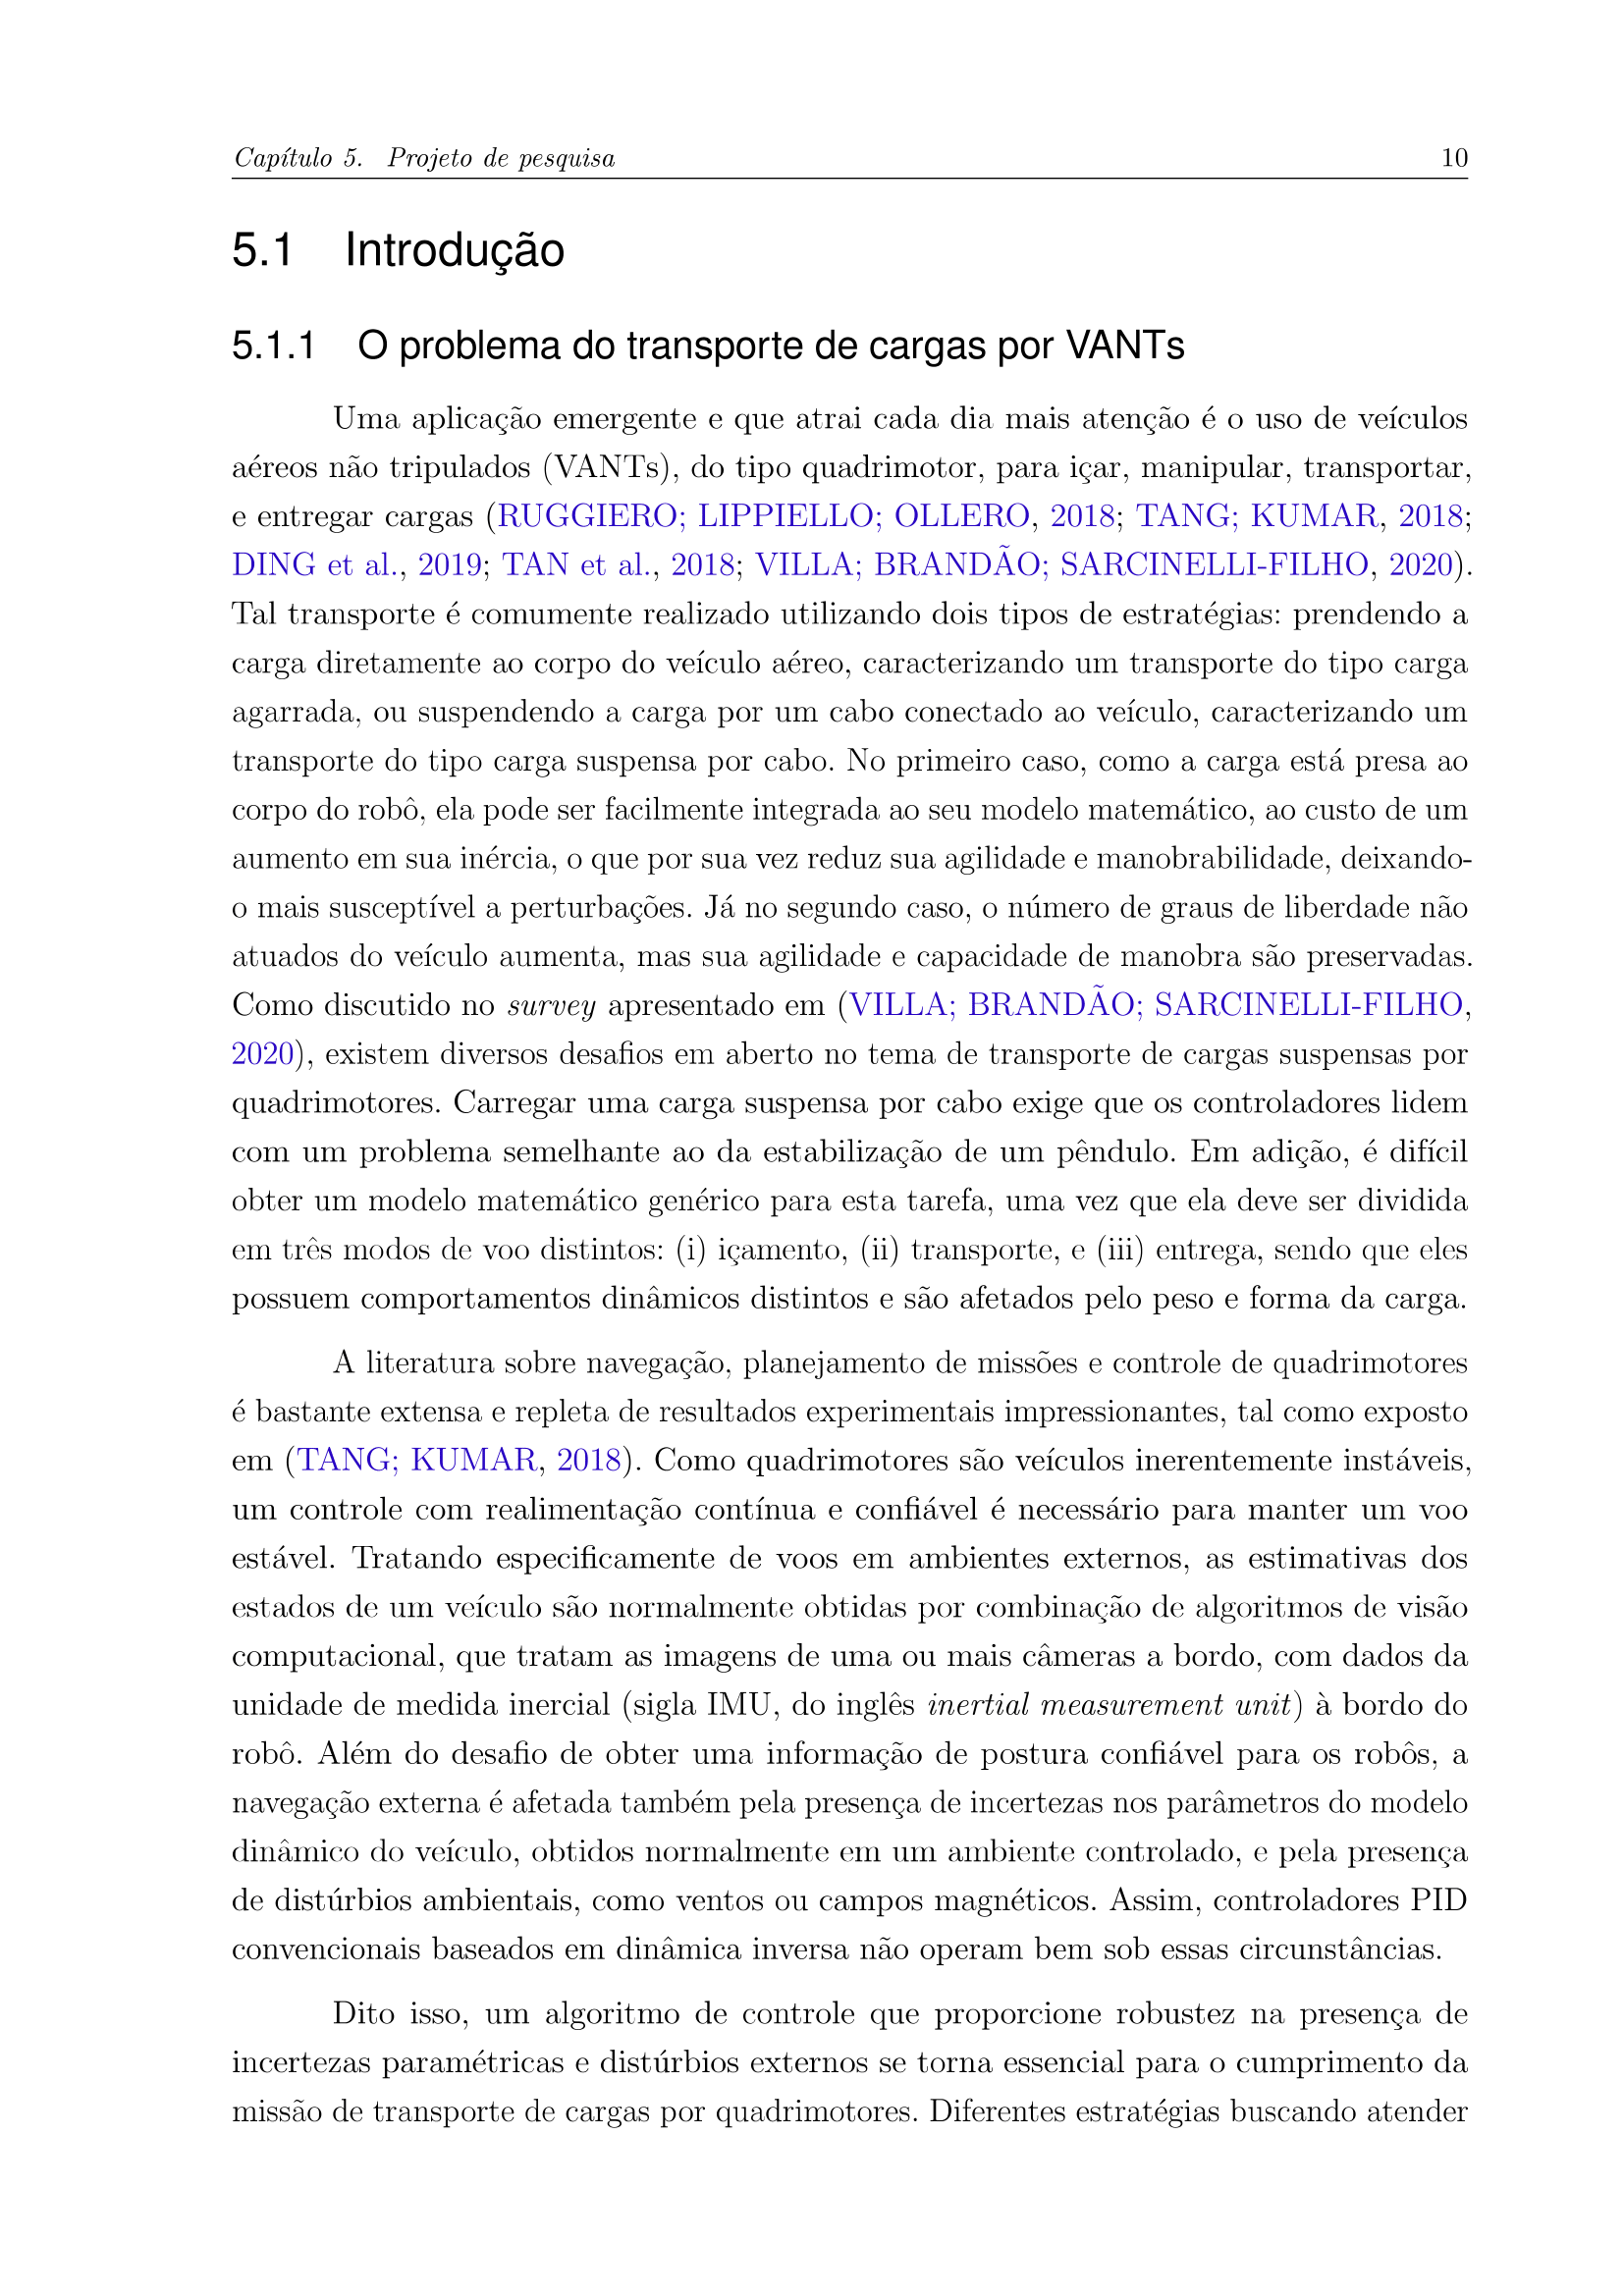 Capítulo 5. Projeto de pesquisa 10
5.1 Introdução
5.1.1 O problema do transporte de cargas por VANTs
Uma aplicação emergente e que atrai cada dia mais atenção é o uso de veículos
aéreos não tripulados (VANTs), do tipo quadrimotor, para içar, manipular, transportar,
e entregar cargas (RUGGIERO; LIPPIELLO; OLLERO, 2018; TANG; KUMAR, 2018;
DING et al., 2019; TAN et al., 2018; VILLA; BRANDÃO; SARCINELLI-FILHO, 2020).
Tal transporte é comumente realizado utilizando dois tipos de estratégias: prendendo a
carga diretamente ao corpo do veículo aéreo, caracterizando um transporte do tipo carga
agarrada, ou suspendendo a carga por um cabo conectado ao veículo, caracterizando um
transporte do tipo carga suspensa por cabo. No primeiro caso, como a carga está presa ao
corpo do robô, ela pode ser facilmente integrada ao seu modelo matemático, ao custo de um
aumento em sua inércia, o que por sua vez reduz sua agilidade e manobrabilidade, deixando-
o mais susceptível a perturbações. Já no segundo caso, o número de graus de liberdade não
atuados do veículo aumenta, mas sua agilidade e capacidade de manobra são preservadas.
Como discutido no survey apresentado em (VILLA; BRANDÃO; SARCINELLI-FILHO,
2020), existem diversos desafios em aberto no tema de transporte de cargas suspensas por
quadrimotores. Carregar uma carga suspensa por cabo exige que os controladores lidem
com um problema semelhante ao da estabilização de um pêndulo. Em adição, é difícil
obter um modelo matemático genérico para esta tarefa, uma vez que ela deve ser dividida
em três modos de voo distintos: (i) içamento, (ii) transporte, e (iii) entrega, sendo que eles
possuem comportamentos dinâmicos distintos e são afetados pelo peso e forma da carga.
A literatura sobre navegação, planejamento de missões e controle de quadrimotores
é bastante extensa e repleta de resultados experimentais impressionantes, tal como exposto
em (TANG; KUMAR, 2018). Como quadrimotores são veículos inerentemente instáveis,
um controle com realimentação contínua e confiável é necessário para manter um voo
estável. Tratando especificamente de voos em ambientes externos, as estimativas dos
estados de um veículo são normalmente obtidas por combinação de algoritmos de visão
computacional, que tratam as imagens de uma ou mais câmeras a bordo, com dados da
unidade de medida inercial (sigla IMU, do inglês inertial measurement unit) à bordo do
robô. Além do desafio de obter uma informação de postura confiável para os robôs, a
navegação externa é afetada também pela presença de incertezas nos parâmetros do modelo
dinâmico do veículo, obtidos normalmente em um ambiente controlado, e pela presença
de distúrbios ambientais, como ventos ou campos magnéticos. Assim, controladores PID
convencionais baseados em dinâmica inversa não operam bem sob essas circunstâncias.
Dito isso, um algoritmo de controle que proporcione robustez na presença de
incertezas paramétricas e distúrbios externos se torna essencial para o cumprimento da
missão de transporte de cargas por quadrimotores. Diferentes estratégias buscando atender